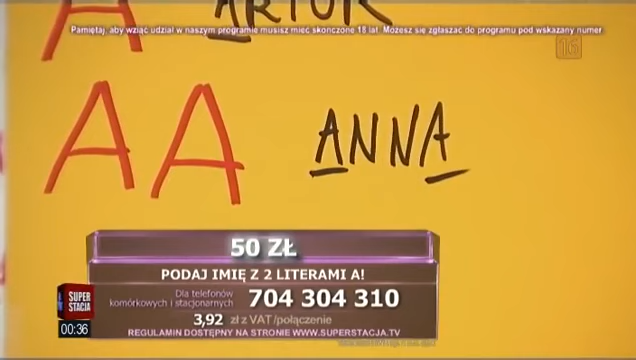 A ARTUR
Pamiętaj, aby wziąć udział w naszym programie musisz mieć skończone 18 lat. Możesz się zgłaszać do programu pod wskazany numer
16
A A ANNA
50 ZŁ
PODAJ IMIĘ Z 2 LITERAMI A!
Dla telefonów
komórkowych i stacjonarnych 704 304 310
3,92 zł z VAT/połączenie
REGULAMIN DOSTĘPNY NA STRONIE WWW.SUPERSTACJA.TV
SUPER
STACJA
00:36